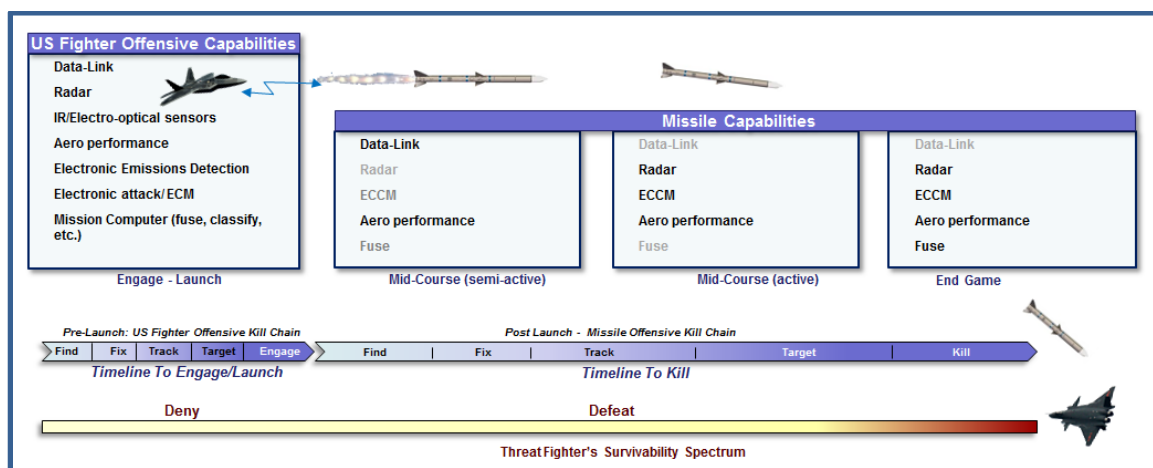 US Fighter Offensive Capabilities
Data-Link
Radar
IR/Electro-optical sensors
Aero performance
Electronic Emissions Detection
Electronic attack/ECM
Mission Computer (fuse, classify,
etc.)
Engage - Launch
Missile Capabilities
Data-Link
Radar
ECCM
Aero performance
Fuse
Mid-Course (semi-active)
Data-Link
Radar
ECCM
Aero performance
Fuse
Mid-Course (active)
Data-Link
Radar
ECCM
Aero performance
Fuse
End Game
Pre-Launch: US Fighter Offensive Kill Chain
Find Fix Track Target Engage
Timeline To Engage/Launch
Post Launch - Missile Offensive Kill Chain
Find Fix Track Target Kill
Timeline To Kill
Deny Defeat
Threat Fighter's Survivability Spectrum